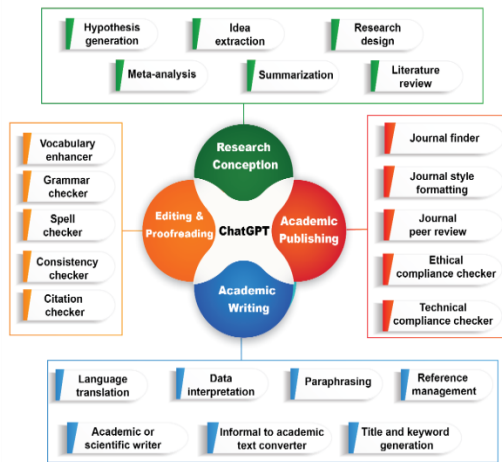 Hypothesis
generation
Idea
extraction
Research
design
Meta-analysis
Summarization
Literature
review
Research
Conception
Vocabulary
enhancer
Grammar
checker
Spell
checker
Consistency
checker
Citation
checker
Editing &
Proofreading
ChatGPT
Academic
Publishing
Journal finder
Journal style
formatting
Journal
peer review
Ethical
compliance checker
Technical
compliance checker
Academic
Writing
Language
translation
Data
interpretation
Paraphrasing
Reference
management
Academic or
scientific writer
Informal to academic
text converter
Title and keyword
generation